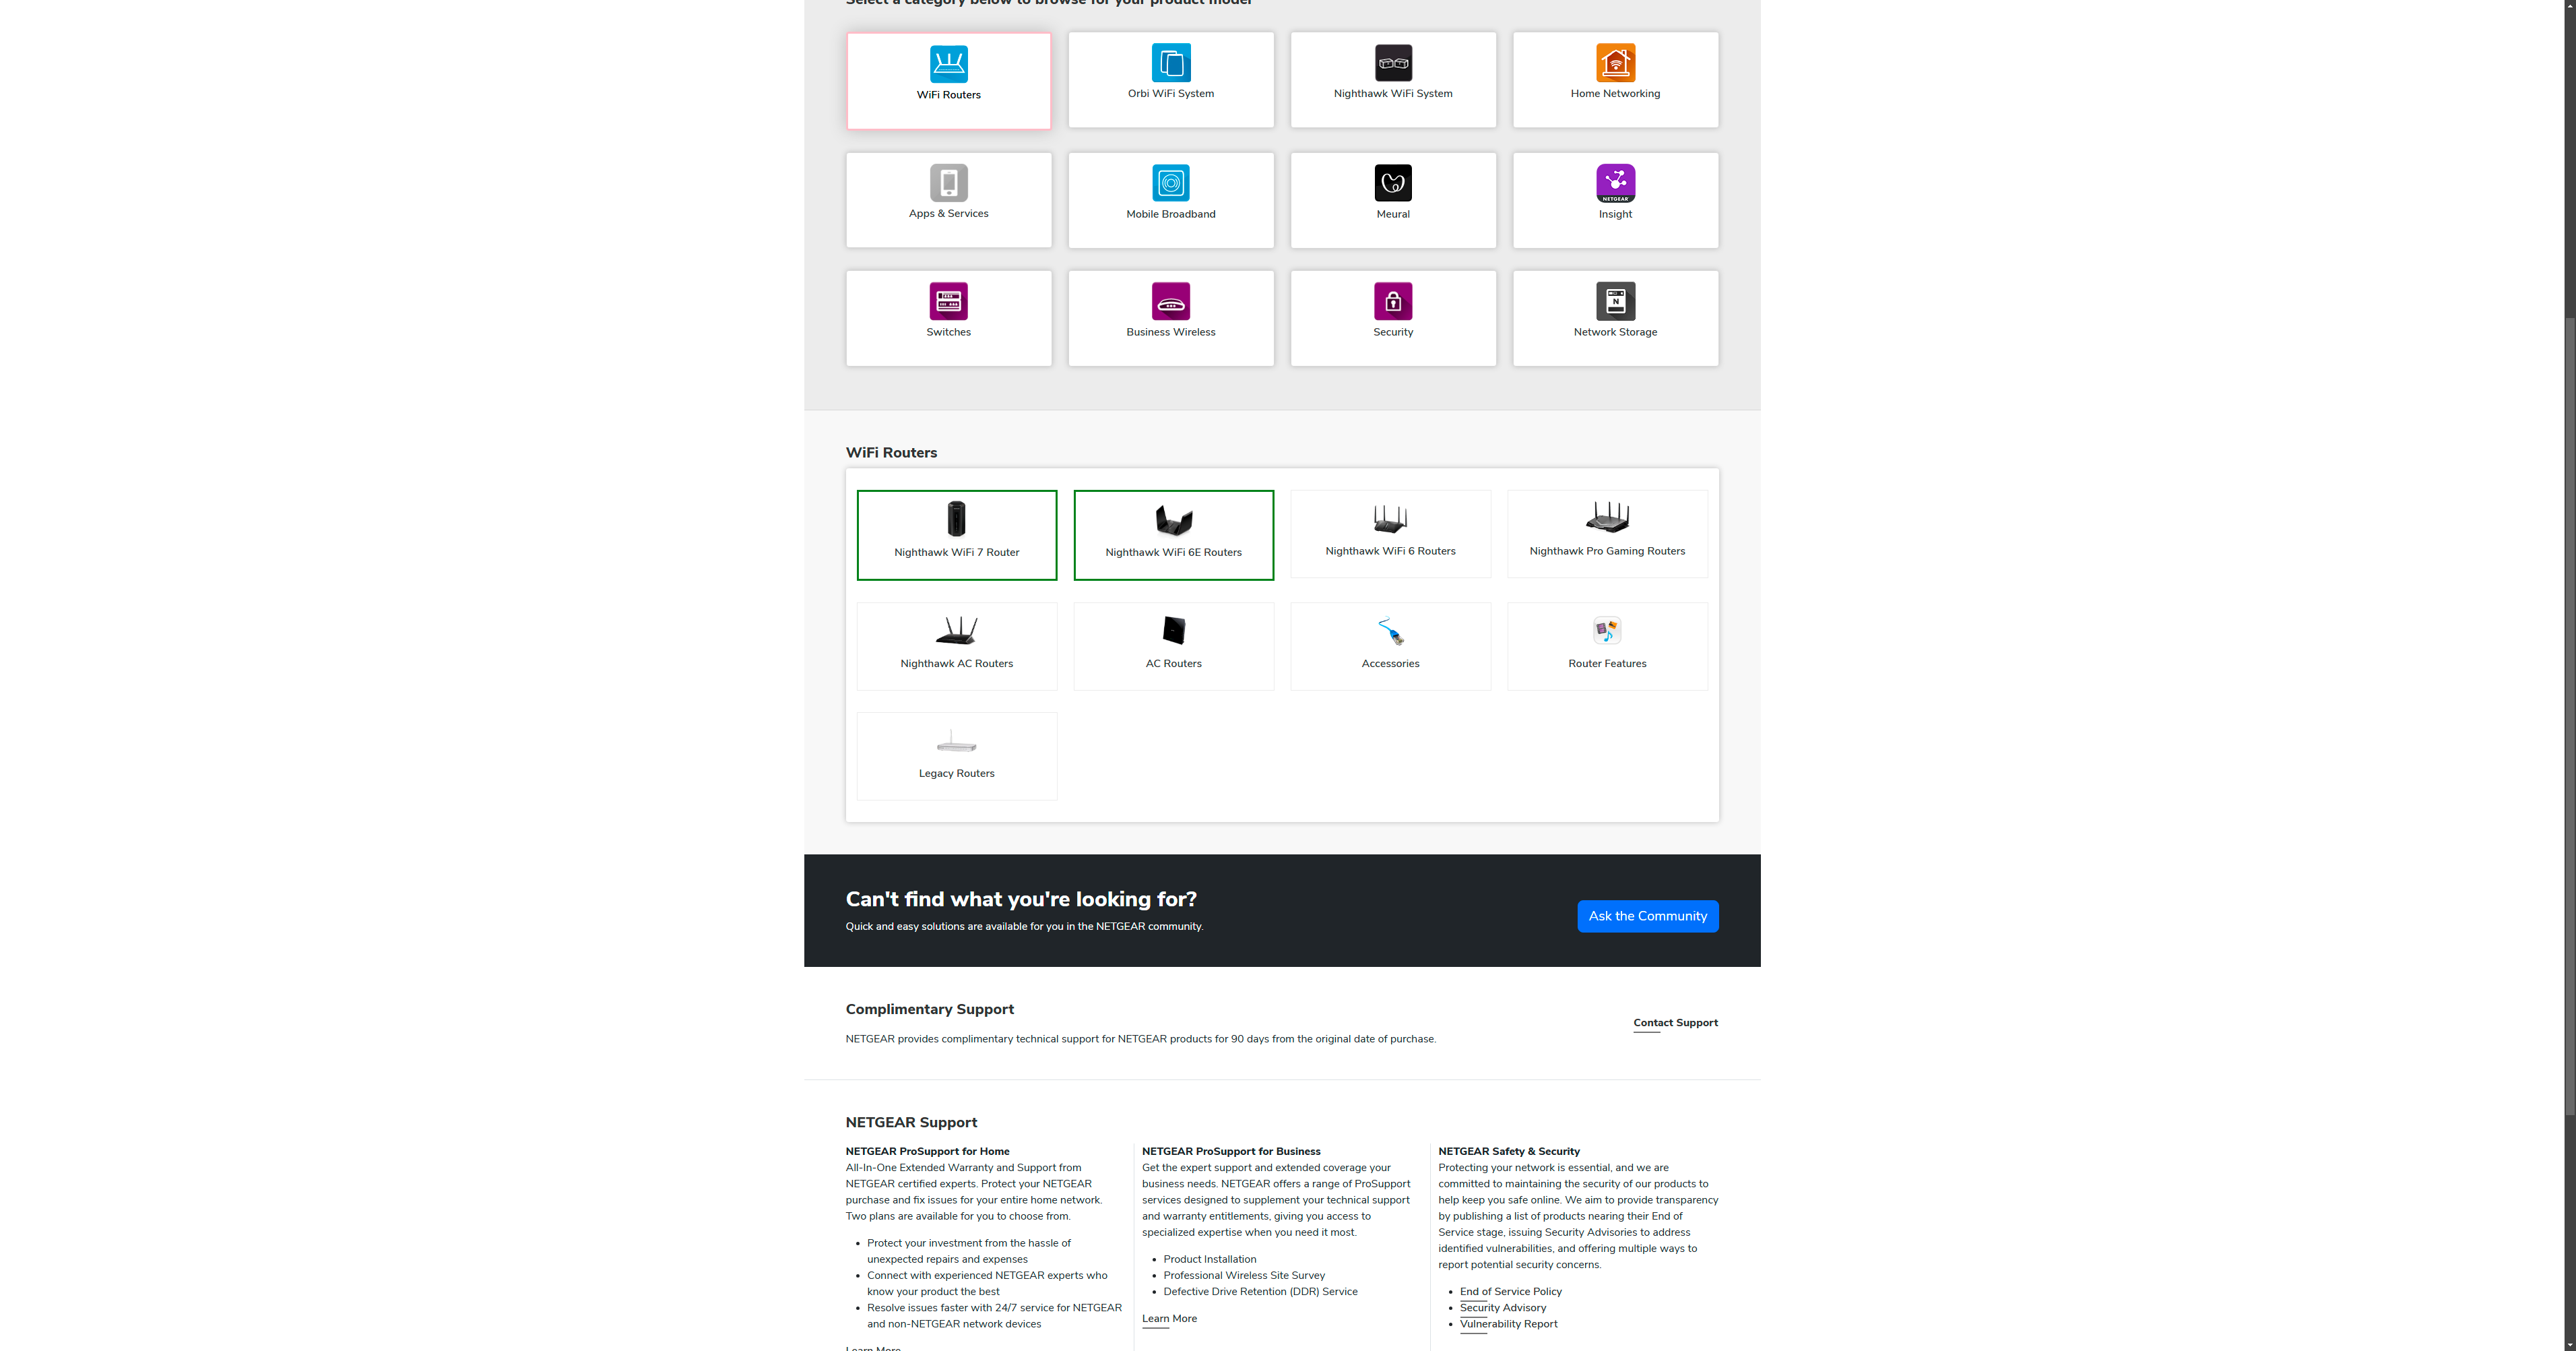 Select a category below to browse for your product model
WiFi Routers
Orbi WiFi System
Nighthawk WiFi System
Home Networking
Apps & Services
Mobile Broadband
Meural
NETGEAR
Insight
Switches
Business Wireless
Security
N
Network Storage
WiFi Routers
Nighthawk WiFi 7 Router
Nighthawk WiFi 6E Routers
Nighthawk WiFi 6 Routers
Nighthawk Pro Gaming Routers
Nighthawk AC Routers
AC Routers
Accessories
Router Features
Legacy Routers
Can't find what you're looking for?
Quick and easy solutions are available for you in the NETGEAR community.
Ask the Community
Complimentary Support
NETGEAR provides complimentary technical support for NETGEAR products for 90 days from the original date of purchase.
Contact Support
NETGEAR Support
NETGEAR ProSupport for Home
All-In-One Extended Warranty and Support from
NETGEAR certified experts. Protect your NETGEAR
purchase and fix issues for your entire home network.
Two plans are available for you to choose from.
• Protect your investment from the hassle of
unexpected repairs and expenses
• Connect with experienced NETGEAR experts who
know your product the best
• Resolve issues faster with 24/7 service for NETGEAR
and non-NETGEAR network devices
Learn More
NETGEAR ProSupport for Business
Get the expert support and extended coverage your
business needs. NETGEAR offers a range of ProSupport
services designed to supplement your technical support
and warranty entitlements, giving you access to
specialized expertise when you need it most.
• Product Installation
• Professional Wireless Site Survey
• Defective Drive Retention (DDR) Service
Learn More
NETGEAR Safety & Security
Protecting your network is essential, and we are
committed to maintaining the security of our products to
help keep you safe online. We aim to provide transparency
by publishing a list of products nearing their End of
Service stage, issuing Security Advisories to address
identified vulnerabilities, and offering multiple ways to
report potential security concerns.
• End of Service Policy
• Security Advisory
• Vulnerability Report